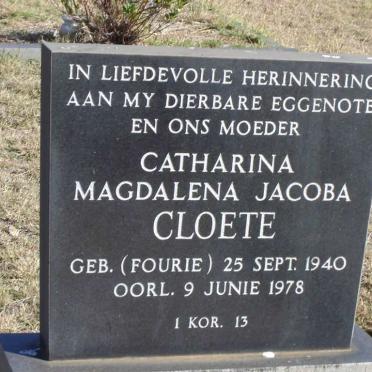 IN LIEFDEVOLLE HERINNERING
AAN MY DIERBARE EGGENOTE
EN ONS MOEDER
CATHARINA
MAGDALENA JACOBA
CLOETE
GEB. (FOURIE) 25 SEPT. 1940
OORL. 9 JUNIE 1978
1 KOR. 13